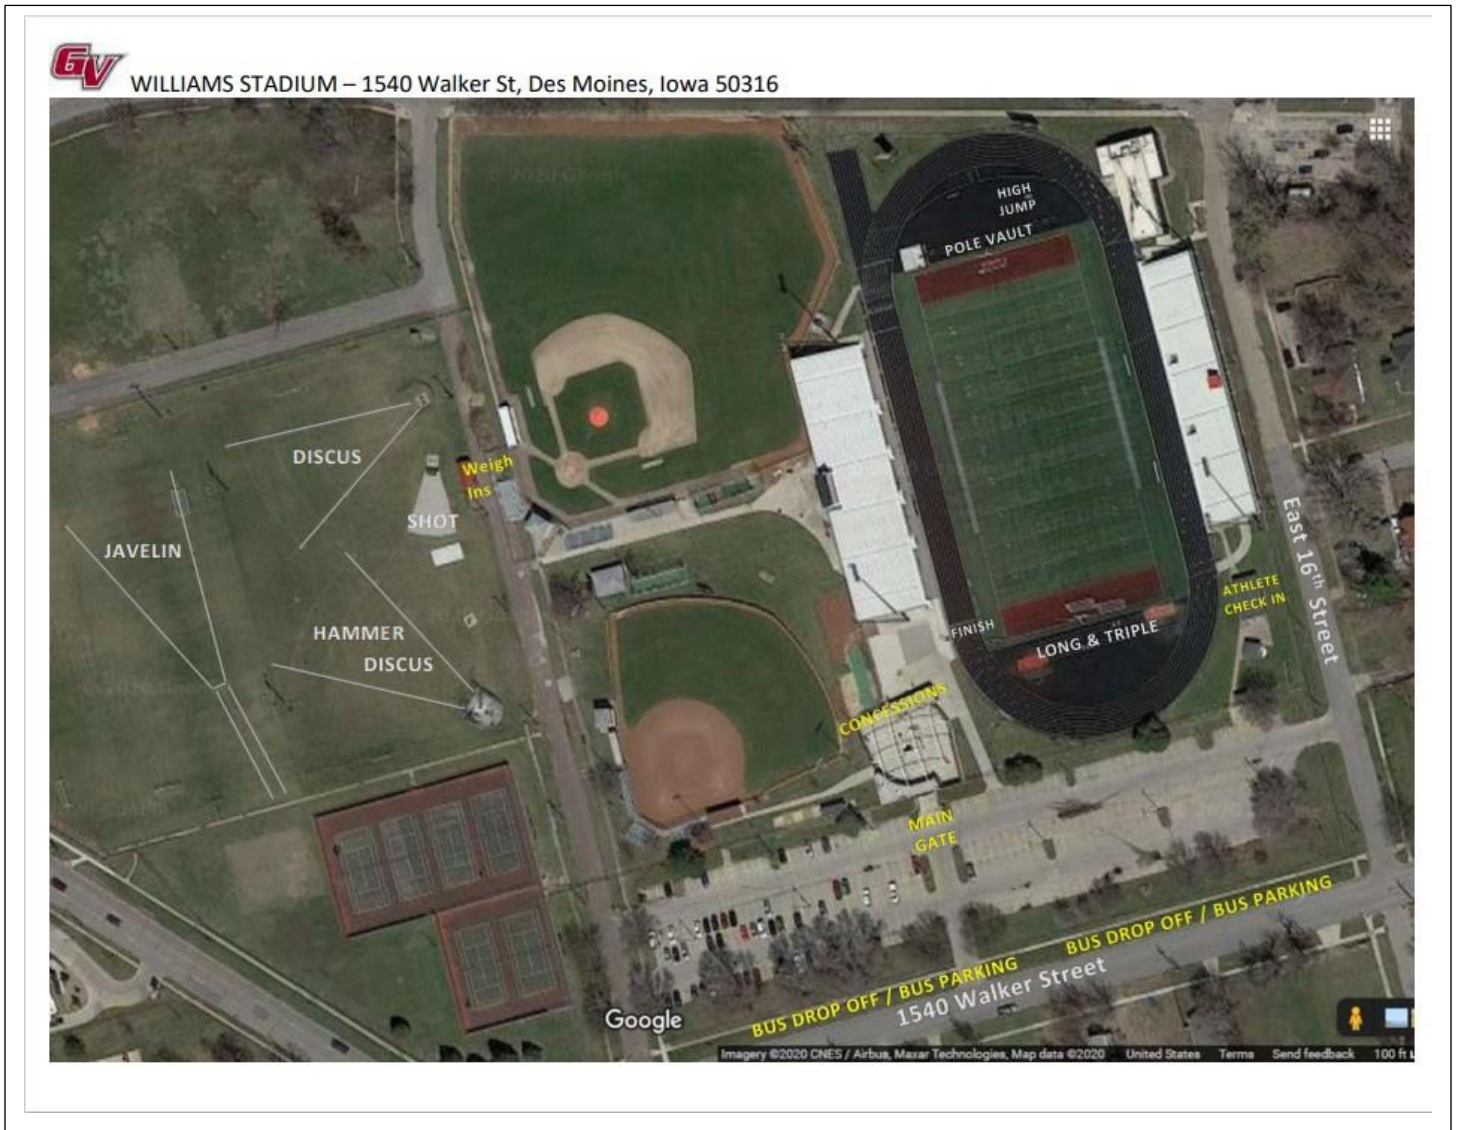 GV
WILLIAMS STADIUM – 1540 Walker St, Des Moines, Iowa 50316
HIGH
JUMP
POLE VAULT
DISCUS
Weigh
Ins
SHOT
JAVELIN
East 16th Street
ATHLETE
CHECK IN
FINISH
LONG & TRIPLE
HAMMER
DISCUS
CONCESSIONS
MAIN
GATE
BUS DROP OFF / BUS PARKING
BUS DROP OFF / BUS PARKING
1540 Walker Street
Google
Imagery ©2020 CNES / Airbus, Maxar Technologies, Map data ©2020 United States Terms Send feedback 100 ft